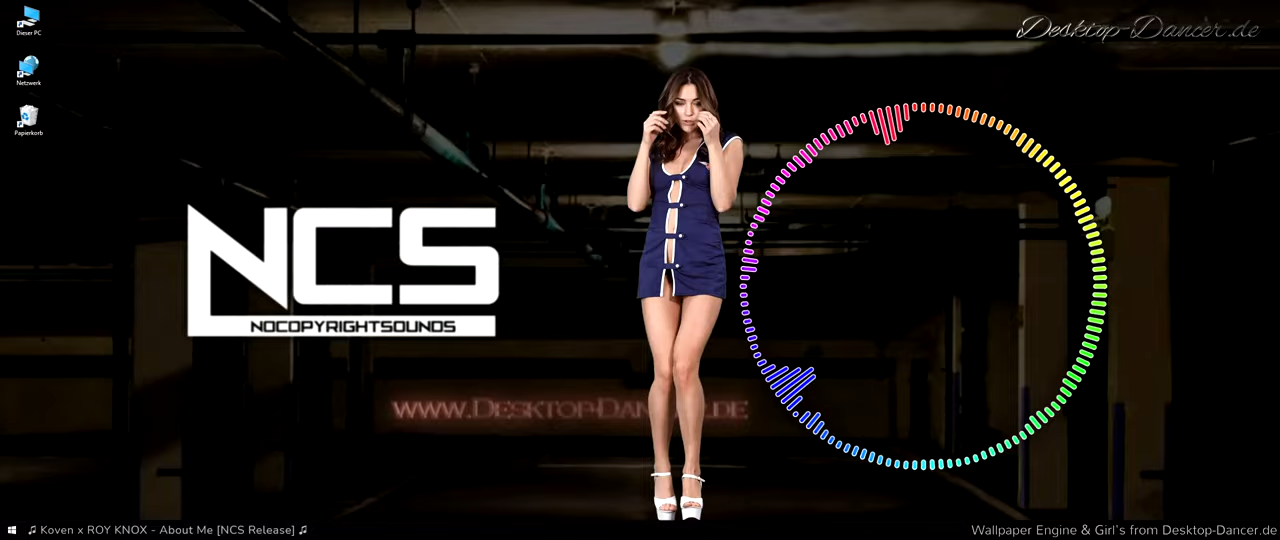 Dieser PC
Desktop-Dancer.de
Netzwerk
Papierkorb
NCS
NOCOPYRIGHTSOUNDS
www.Desktop-Dancer.de
♫ Koven x ROY KNOX - About Me [NCS Release] ♫
Wallpaper Engine & Girl's from Desktop-Dancer.de